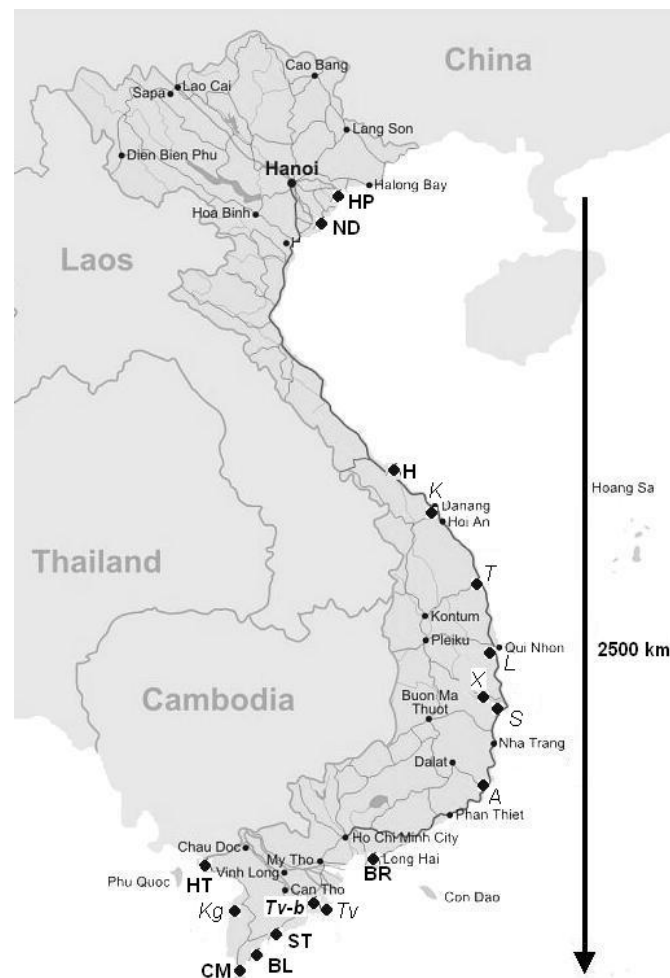 China
Cao Bang
Lao Cai
Sapa
Lang Son
Dien Bien Phu
Hanoi
Halong Bay
HP
Hoa Binh
ND
H
Laos
H
K
Danang
Hoi An
Hoang Sa
Thailand
T
Kontum
Pleiku
Qui Nhon
L
2500 km
Cambodia
X
Buon Ma
Thuot
S
Nha Trang
Dalat
A
Phan Thiet
Ho Chi Minh City
Chau Doc
My Tho
Long Hai
Vinh Long
BR
Phu Quoc
HT
Can Tho
Con Dao
Kg
Tv-b
Tv
ST
BL
CM